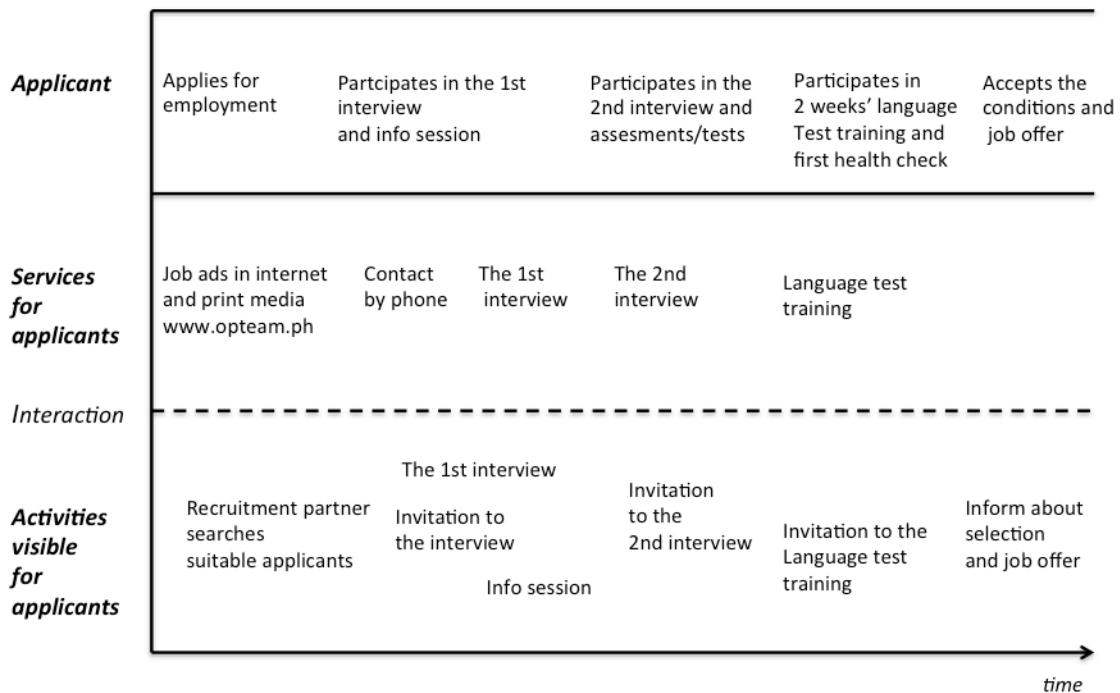 Applicant
Applies for
employment
Partcipates in the 1st
interview
and info session
Participates in the
2nd interview and
assesments/tests
Participates in
2 weeks' language
Test training and
first health check
Accepts the
conditions and
job offer
Services
for
applicants
Job ads in internet
and print media
www.opteam.ph
Contact
by phone
The 1st
interview
The 2nd
interview
Language test
training
Interaction
Activities
visible
for
applicants
Recruitment partner
searches
suitable applicants
The 1st interview
Invitation to
the interview
Info session
Invitation
to the
2nd interview
Invitation to the
Language test
training
Inform about
selection
and job offer
time